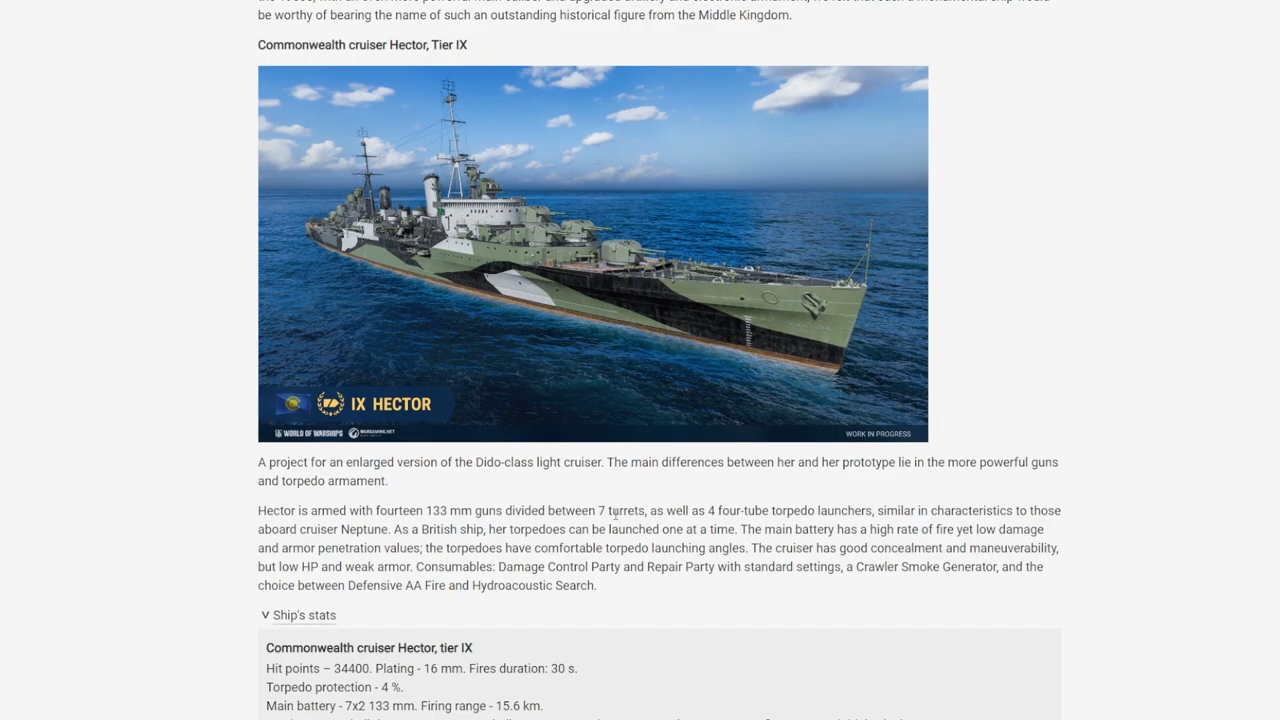 be worthy of bearing the name of such an outstanding historical figure from the Middle Kingdom.
Commonwealth cruiser Hector, Tier IX
IX HECTOR
WORLD OF WARSHIPS WARGAMING.NET
WORK IN PROGRESS
A project for an enlarged version of the Dido-class light cruiser. The main differences between her and her prototype lie in the more powerful guns
and torpedo armament.
Hector is armed with fourteen 133 mm guns divided between 7 turrets, as well as 4 four-tube torpedo launchers, similar in characteristics to those
aboard cruiser Neptune. As a British ship, her torpedoes can be launched one at a time. The main battery has a high rate of fire yet low damage
and armor penetration values; the torpedoes have comfortable torpedo launching angles. The cruiser has good concealment and maneuverability,
but low HP and weak armor. Consumables: Damage Control Party and Repair Party with standard settings, a Crawler Smoke Generator, and the
choice between Defensive AA Fire and Hydroacoustic Search.
Ship's stats
Commonwealth cruiser Hector, tier IX
Hit points – 34400. Plating - 16 mm. Fires duration: 30 s.
Torpedo protection - 4 %.
Main battery - 7x2 133 mm. Firing range - 15.6 km.